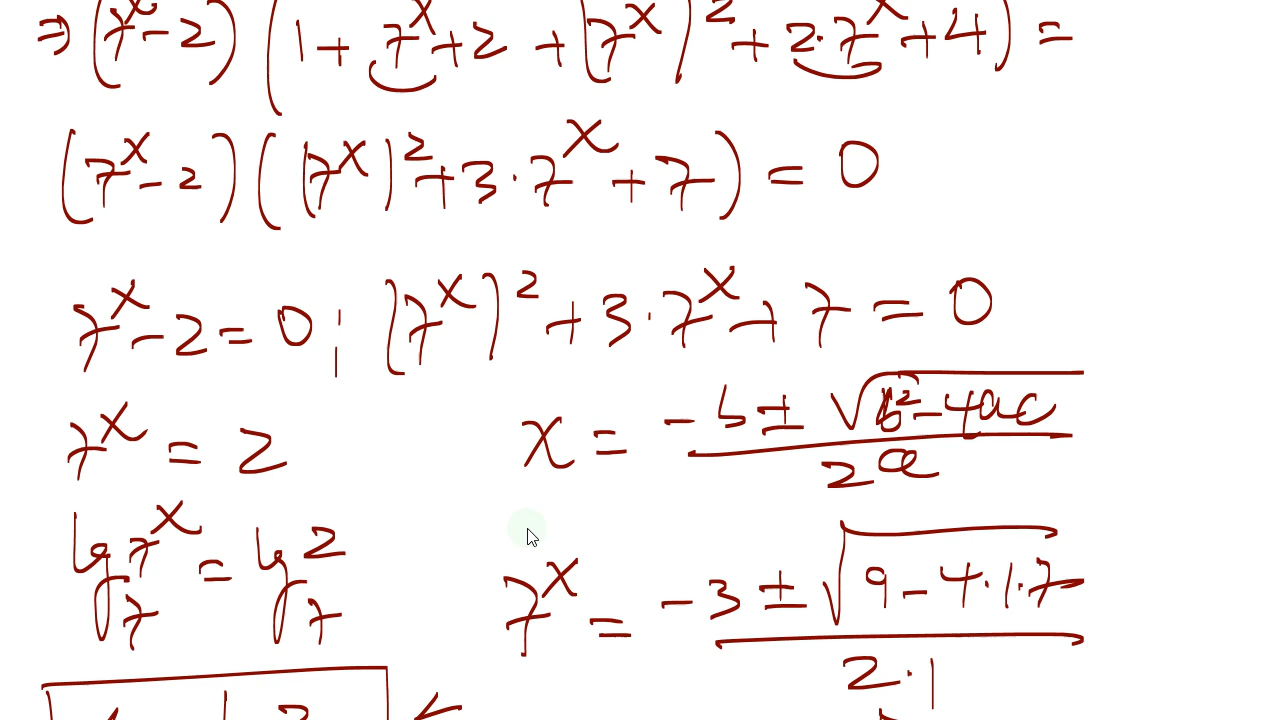 ⇒ (7^x - 2) (1 + 7^x + 2 + (7^x)^2 + 2·7^x + 4) =
(7^x - 2) ((7^x)^2 + 3·7^x + 7) = 0
7^x - 2 = 0 ; (7^x)^2 + 3·7^x + 7 = 0
7^x = 2
x = (-b ± √(b^2 - 4ac)) / 2a
lg_7 7^x = lg_7 2
7^x = (-3 ± √(9 - 4·1·7)) / 2·1